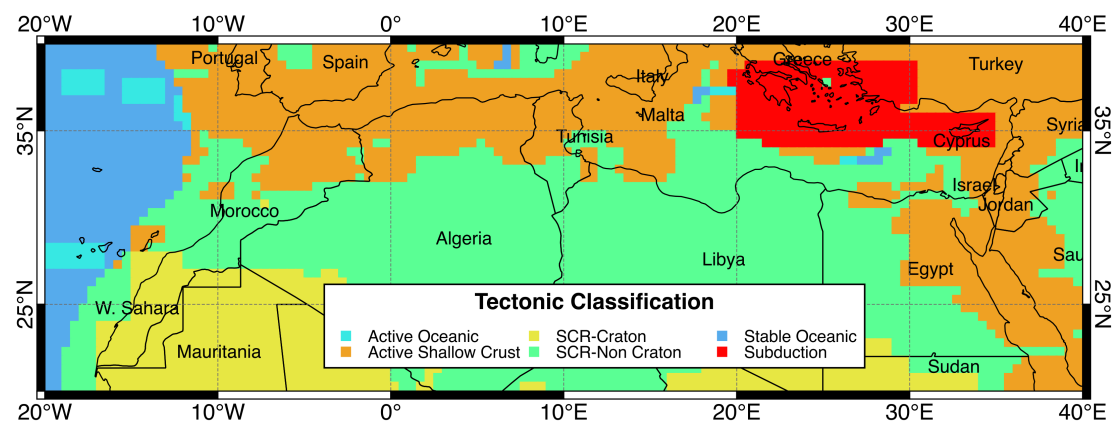 20°W 10°W 0° 10°E 20°E 30°E 40°E
Portugal Spain Italy Greece Turkey
Malta
35°N Tunisia Cyprus Syria 35°N
Israel
Morocco Jordan
Algeria Libya Egypt Sau
W. Sahara
25°N 25°N
Mauritania Sudan
Tectonic Classification
Active Oceanic SCR-Craton Stable Oceanic
Active Shallow Crust SCR-Non Craton Subduction
20°W 10°W 0° 10°E 20°E 30°E 40°E